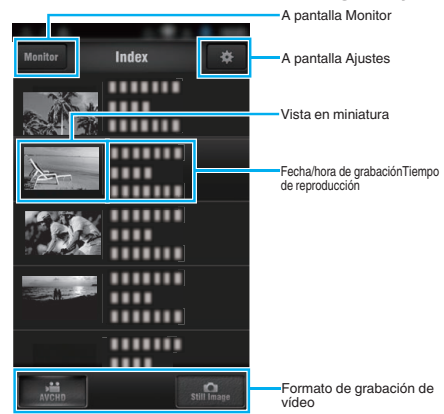 A pantalla Monitor
Monitor
Index
A pantalla Ajustes
Vista en miniatura
Fecha/hora de grabaciónTiempo
de reproducción
AVCHD
Still Image
Formato de grabación de
vídeo